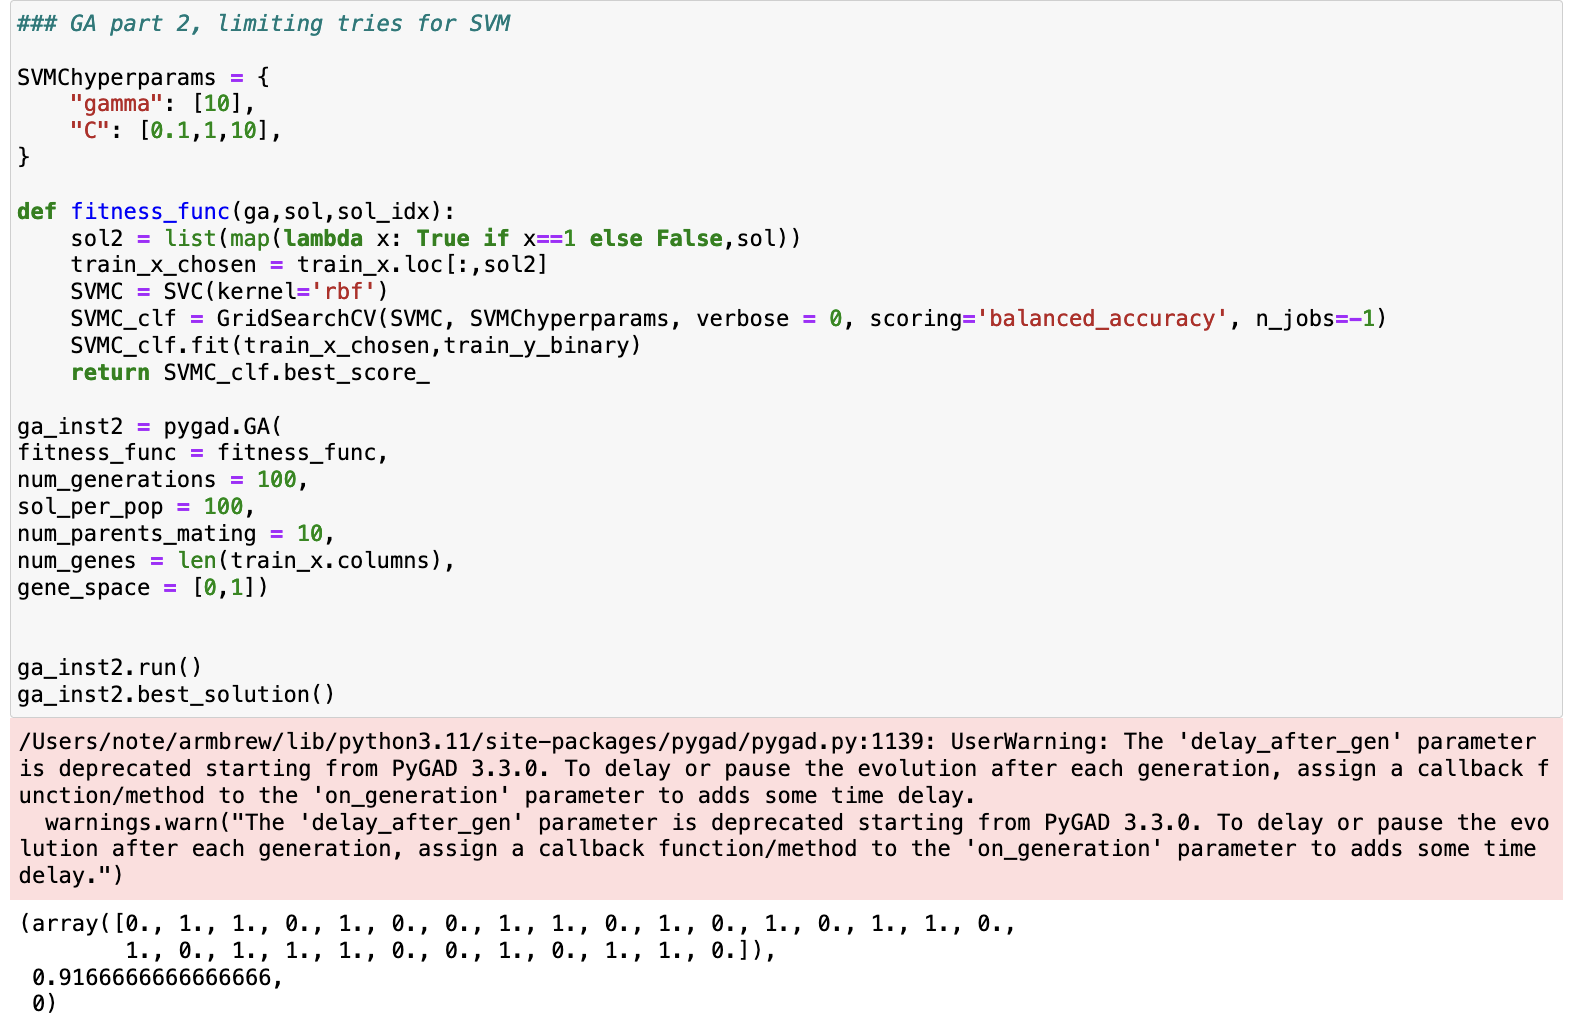 ### GA part 2, limiting tries for SVM
SVMChyperparams = {
    "gamma": [10],
    "C": [0.1,1,10],
}
def fitness_func(ga,sol,sol_idx):
    sol2 = list(map(lambda x: True if x==1 else False,sol))
    train_x_chosen = train_x.loc[:,sol2]
    SVMC = SVC(kernel='rbf')
    SVMC_clf = GridSearchCV(SVMC, SVMChyperparams, verbose = 0, scoring='balanced_accuracy', n_jobs=-1)
    SVMC_clf.fit(train_x_chosen,train_y_binary)
    return SVMC_clf.best_score_
ga_inst2 = pygad.GA(
fitness_func = fitness_func,
num_generations = 100,
sol_per_pop = 100,
num_parents_mating = 10,
num_genes = len(train_x.columns),
gene_space = [0,1])
ga_inst2.run()
ga_inst2.best_solution()
/Users/note/armbrew/lib/python3.11/site-packages/pygad/pygad.py:1139: UserWarning: The 'delay_after_gen' parameter
is deprecated starting from PyGAD 3.3.0. To delay or pause the evolution after each generation, assign a callback f
unction/method to the 'on_generation' parameter to adds some time delay.
  warnings.warn("The 'delay_after_gen' parameter is deprecated starting from PyGAD 3.3.0. To delay or pause the evo
lution after each generation, assign a callback function/method to the 'on_generation' parameter to adds some time
delay.")
(array([0., 1., 1., 0., 1., 0., 0., 1., 1., 0., 1., 0., 1., 0., 1., 1., 0.,
        1., 0., 1., 1., 1., 0., 0., 1., 0., 1., 1., 0.]),
 0.9166666666666666,
 0)